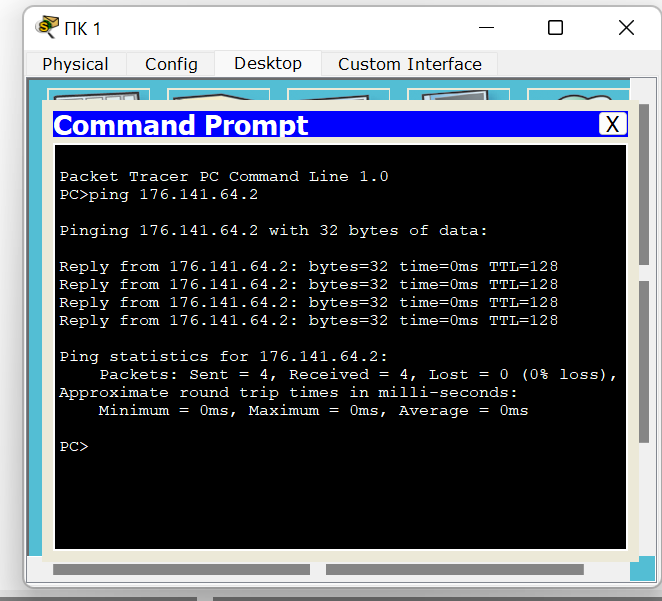 ПК 1
Physical Config Desktop Custom Interface
Command Prompt X
Packet Tracer PC Command Line 1.0
PC>ping 176.141.64.2
Pinging 176.141.64.2 with 32 bytes of data:
Reply from 176.141.64.2: bytes=32 time=0ms TTL=128
Reply from 176.141.64.2: bytes=32 time=0ms TTL=128
Reply from 176.141.64.2: bytes=32 time=0ms TTL=128
Reply from 176.141.64.2: bytes=32 time=0ms TTL=128
Ping statistics for 176.141.64.2:
Packets: Sent = 4, Received = 4, Lost = 0 (0% loss),
Approximate round trip times in milli-seconds:
Minimum = 0ms, Maximum = 0ms, Average = 0ms
PC>